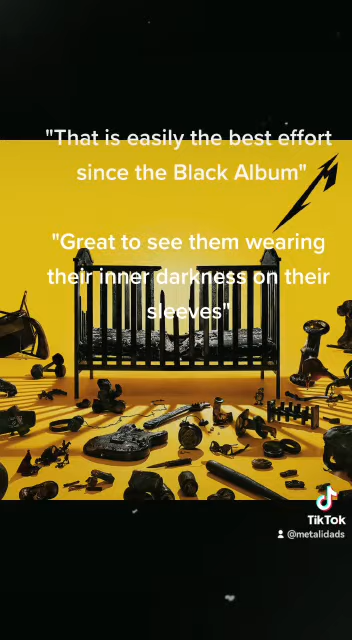 "That is easily the best effort
since the Black Album"
"Great to see them wearing
their inner darkness on their
sleeves"
M
TikTok
@metalidads